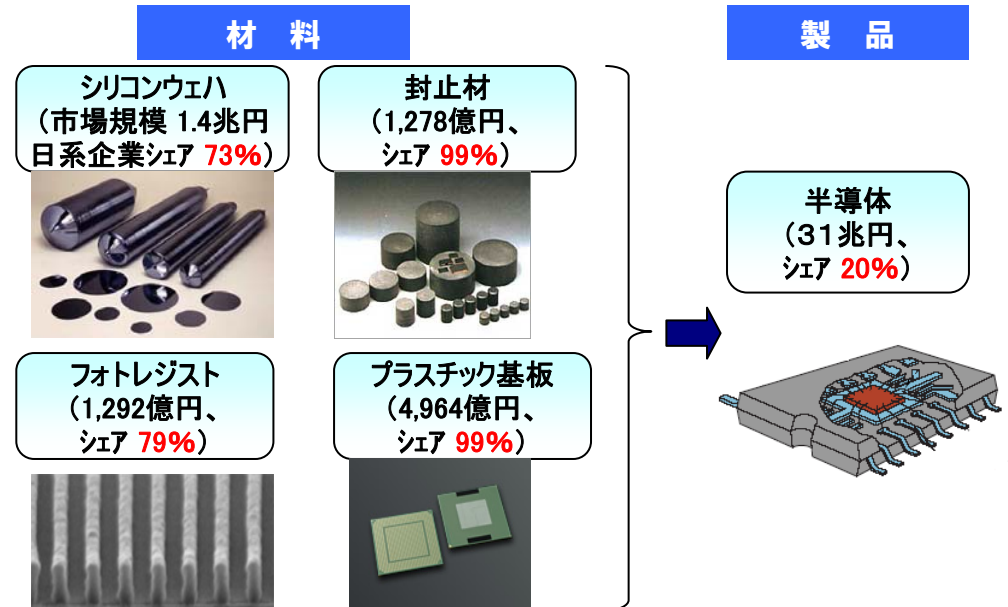 材 料
製 品
シリコンウェハ
（市場規模 1.4兆円
日系企業シェア 73%）
封止材
（1,278億円、
シェア 99%）
半導体
（３１兆円、
シェア 20%）
フォトレジスト
（1,292億円、
シェア 79%）
プラスチック基板
（4,964億円、
シェア 99%）